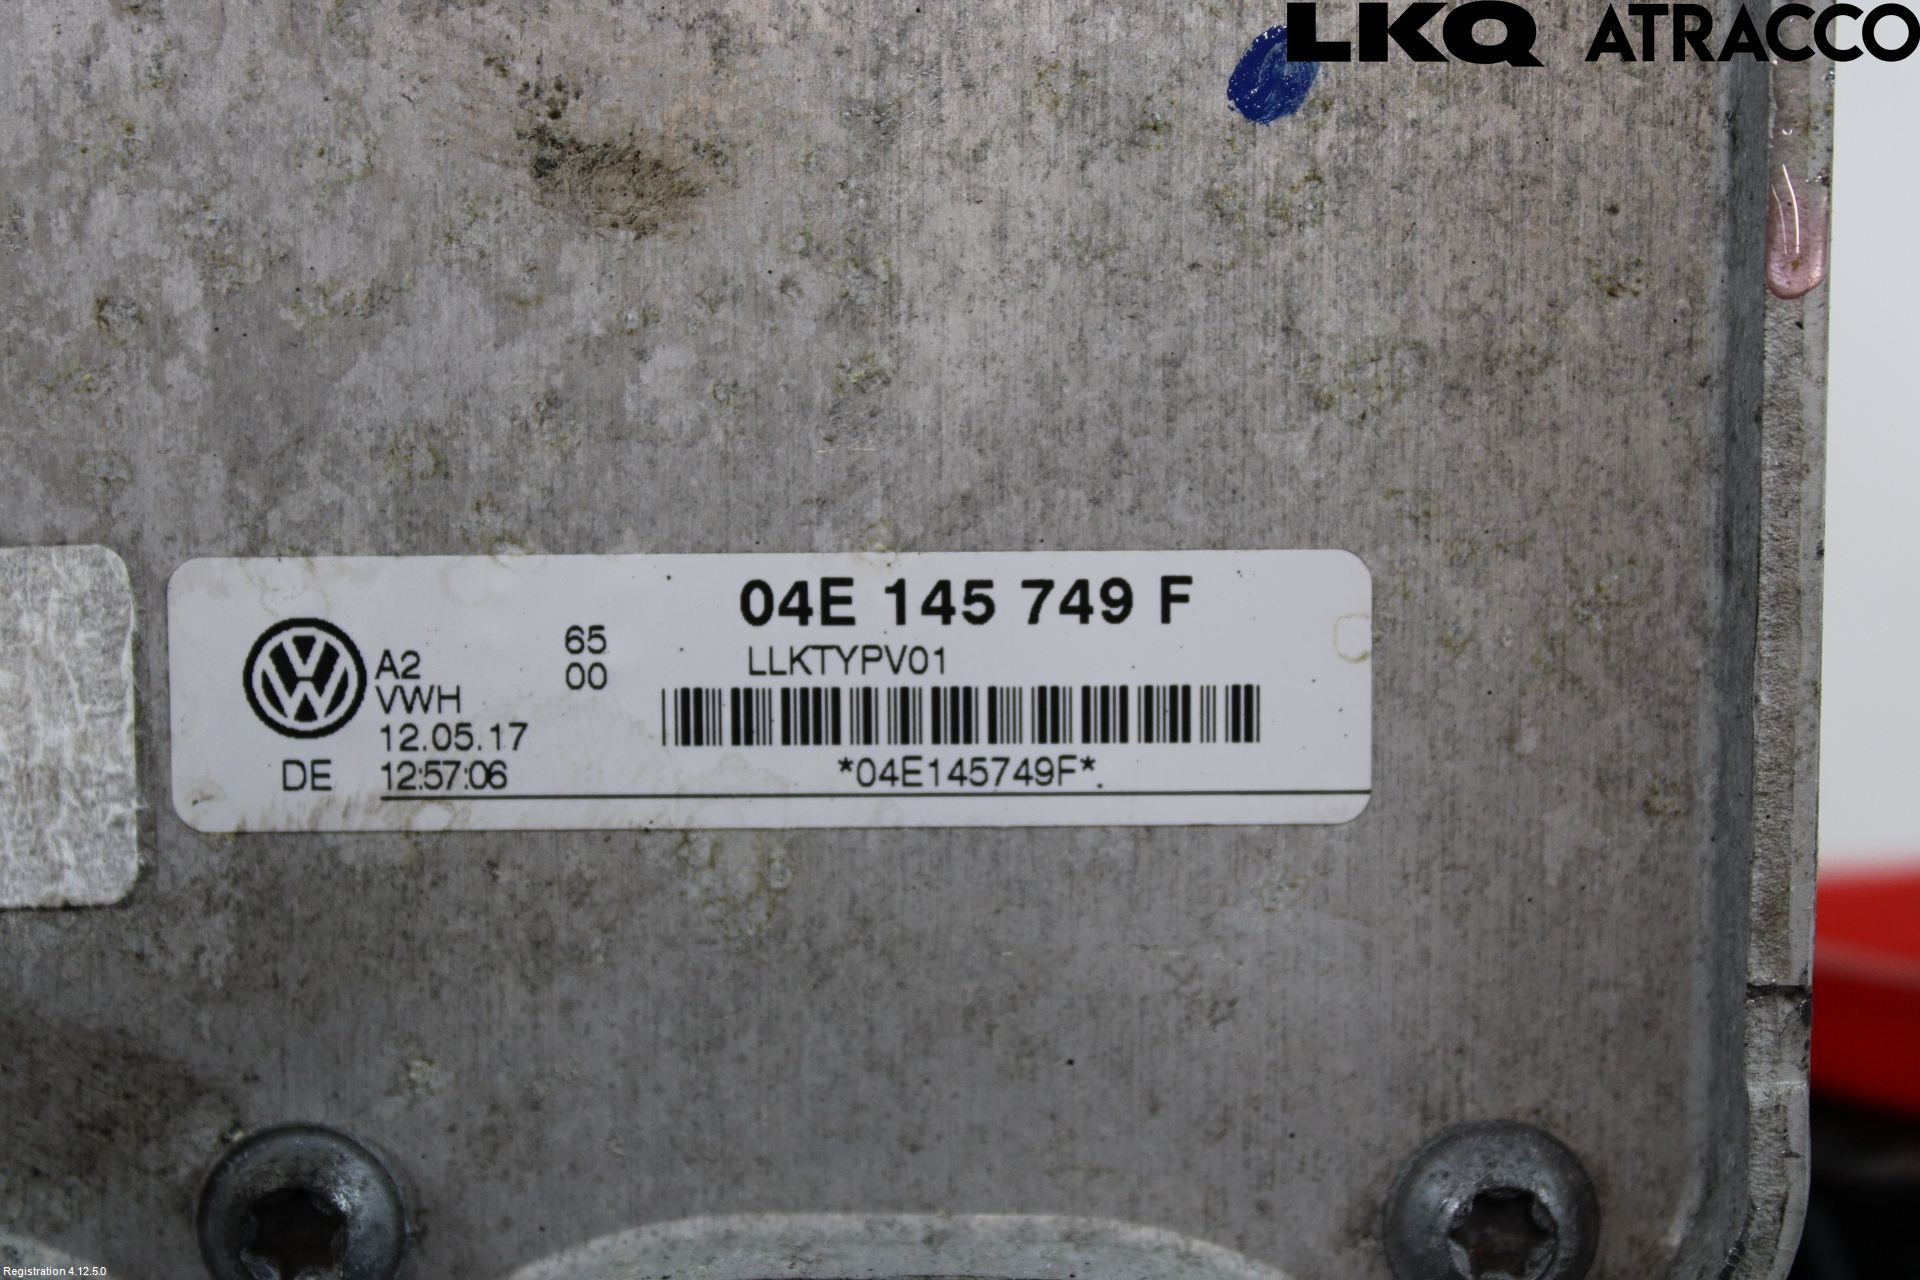 LKQ ATRACCO
04E 145 749 F
65
00
LLKTYPV01
A2
VWH
12.05.17
DE 12:57:06
*04E145749F*
Registration 4.12.5.0